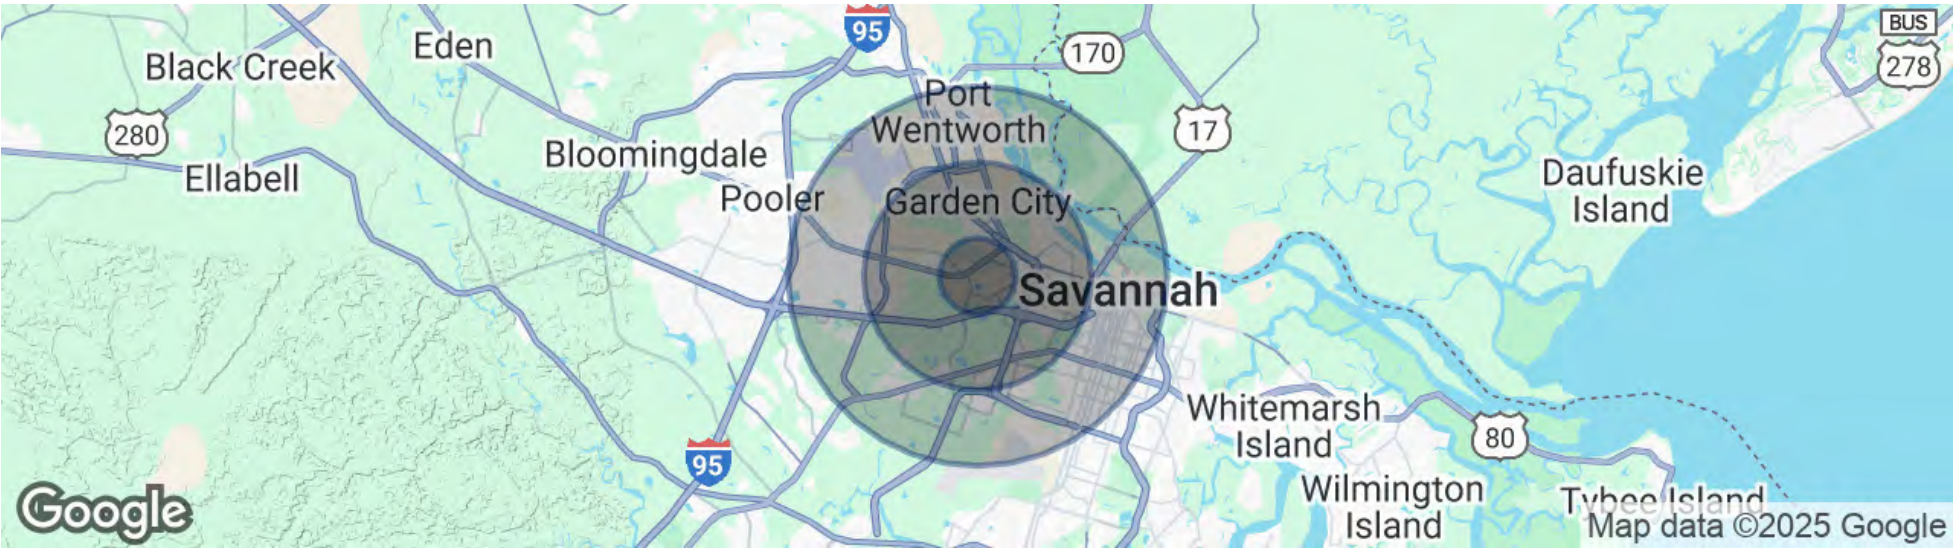 BUS
278
95
Eden
170
Black Creek
Port
Wentworth
280
17
Bloomingdale
Ellabell
Daufuskie
Island
Pooler
Garden City
Savannah
Whitemarsh
Island
80
95
Wilmington
Island
Tybee Island
Google
Map data ©2025 Google